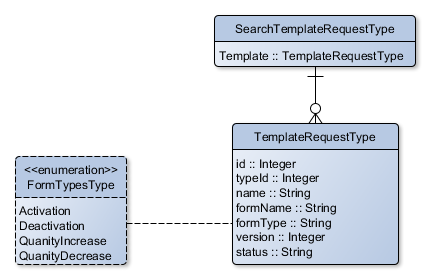 SearchTemplateRequestType
Template :: TemplateRequestType
TemplateRequestType
id :: Integer
typeId :: Integer
name :: String
formName :: String
formType :: String
version :: Integer
status :: String
<<enumeration>>
FormTypesType
Activation
Deactivation
QuanityIncrease
QuanityDecrease